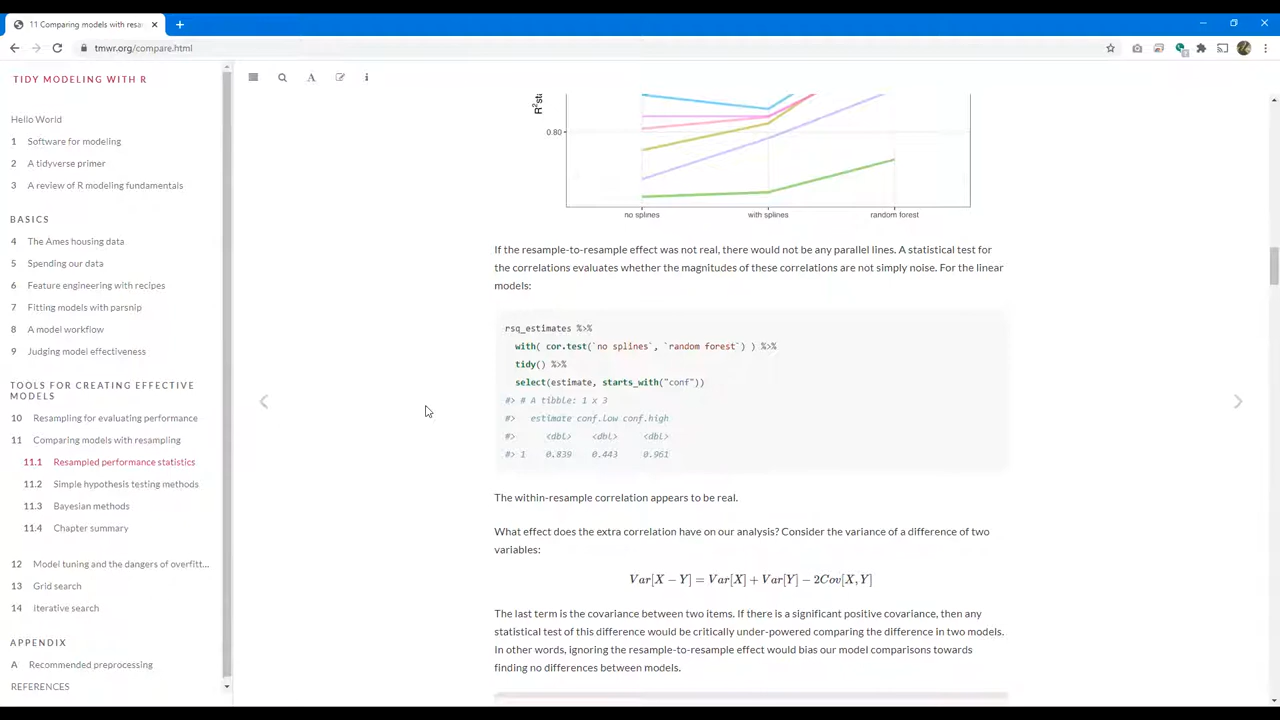 11 Comparing models with resa
tmwr.org/compare.html
TIDY MODELING WITH R
Hello World
1 Software for modeling
2 A tidyverse primer
3 A review of R modeling fundamentals
BASICS
4 The Ames housing data
5 Spending our data
6 Feature engineering with recipes
7 Fitting models with parsnip
8 A model workflow
9 Judging model effectiveness
TOOLS FOR CREATING EFFECTIVE
MODELS
10 Resampling for evaluating performance
11 Comparing models with resampling
11.1 Resampled performance statistics
11.2 Simple hypothesis testing methods
11.3 Bayesian methods
11.4 Chapter summary
12 Model tuning and the dangers of overfitt...
13 Grid search
14 Iterative search
APPENDIX
A Recommended preprocessing
REFERENCES
R²sta
0.80
no splines with splines random forest
If the resample-to-resample effect was not real, there would not be any parallel lines. A statistical test for
the correlations evaluates whether the magnitudes of these correlations are not simply noise. For the linear
models:
rsq_estimates %>%
with( cor.test(`no splines`, `random forest`) ) %>%
tidy() %>%
select(estimate, starts_with("conf"))
#> # A tibble: 1 x 3
#> estimate conf.low conf.high
#> <dbl> <dbl> <dbl>
#> 1 0.839 0.443 0.961
The within-resample correlation appears to be real.
What effect does the extra correlation have on our analysis? Consider the variance of a difference of two
variables:
Var[X − Y] = Var[X] + Var[Y] − 2Cov[X, Y]
The last term is the covariance between two items. If there is a significant positive covariance, then any
statistical test of this difference would be critically under-powered comparing the difference in two models.
In other words, ignoring the resample-to-resample effect would bias our model comparisons towards
finding no differences between models.